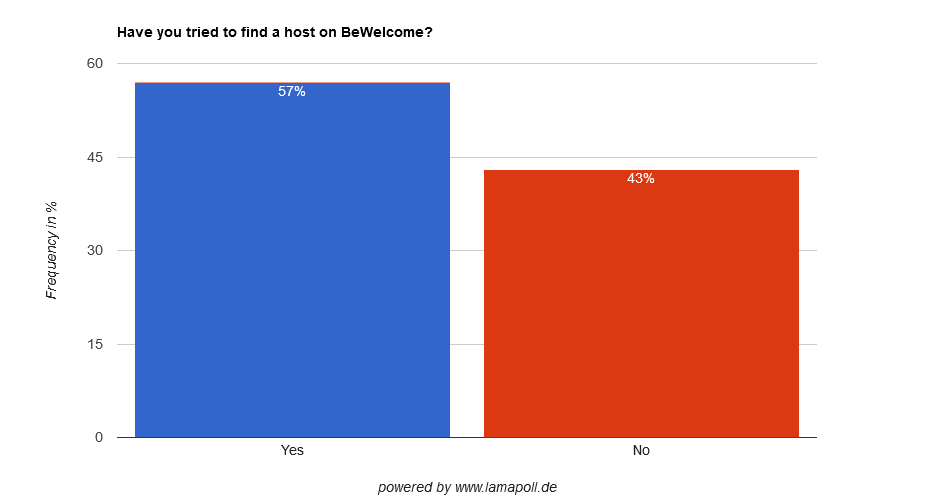 Have you tried to find a host on BeWelcome?
60
57%
45
43%
Frequency in %
30
15
0
Yes No
powered by www.lamapoll.de